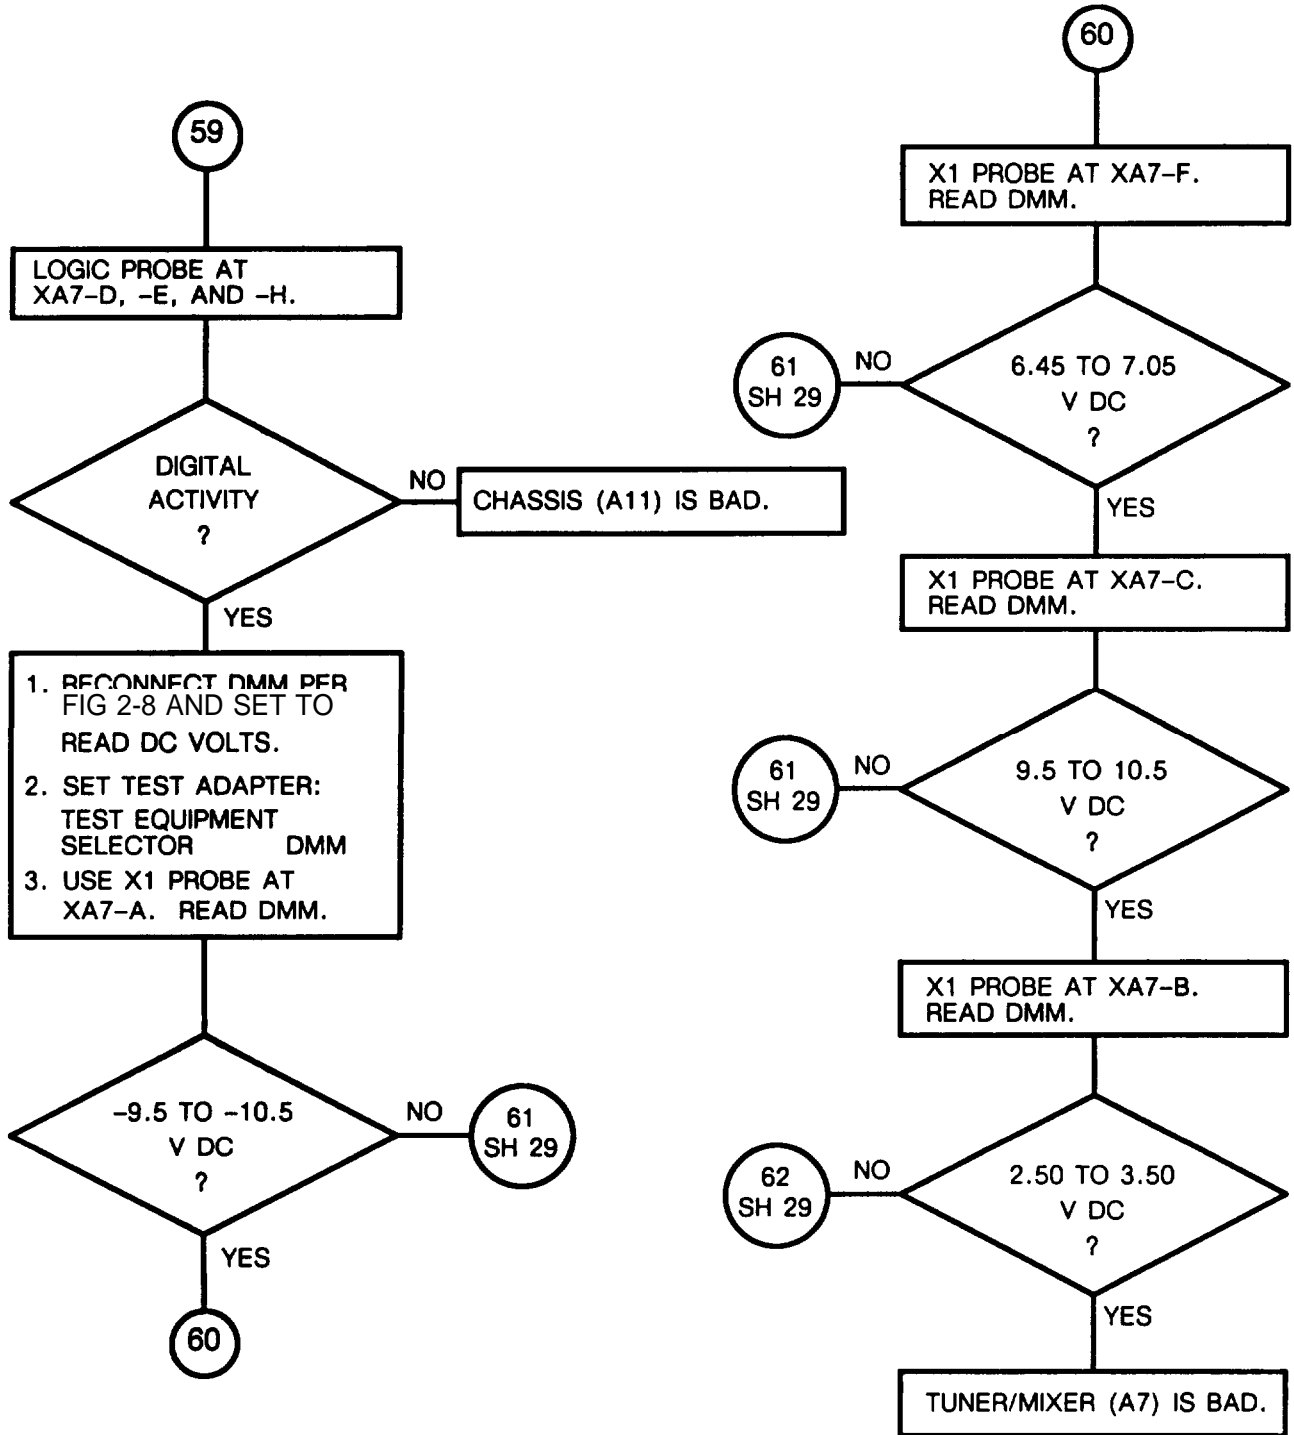 59
LOGIC PROBE AT
XA7-D, -E, AND -H.
DIGITAL
ACTIVITY
?
NO
CHASSIS (A11) IS BAD.
YES
1. RECONNECT DMM PER
FIG 2-8 AND SET TO
READ DC VOLTS.
2. SET TEST ADAPTER:
TEST EQUIPMENT
SELECTOR DMM
3. USE X1 PROBE AT
XA7-A. READ DMM.
-9.5 TO -10.5
V DC
?
NO
61
SH 29
YES
60
60
X1 PROBE AT XA7-F.
READ DMM.
6.45 TO 7.05
V DC
?
NO
61
SH 29
YES
X1 PROBE AT XA7-C.
READ DMM.
9.5 TO 10.5
V DC
?
NO
61
SH 29
YES
X1 PROBE AT XA7-B.
READ DMM.
2.50 TO 3.50
V DC
?
NO
62
SH 29
YES
TUNER/MIXER (A7) IS BAD.